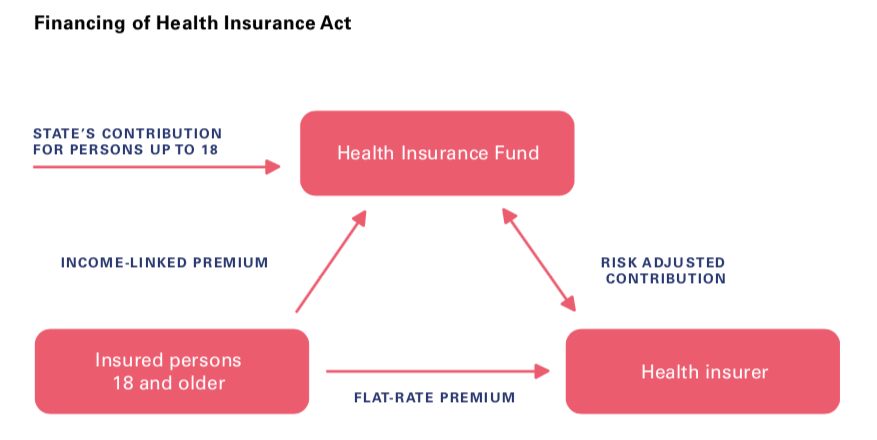 Financing of Health Insurance Act
STATE'S CONTRIBUTION
FOR PERSONS UP TO 18
Health Insurance Fund
INCOME-LINKED PREMIUM
RISK ADJUSTED
CONTRIBUTION
Insured persons
18 and older
Health insurer
FLAT-RATE PREMIUM